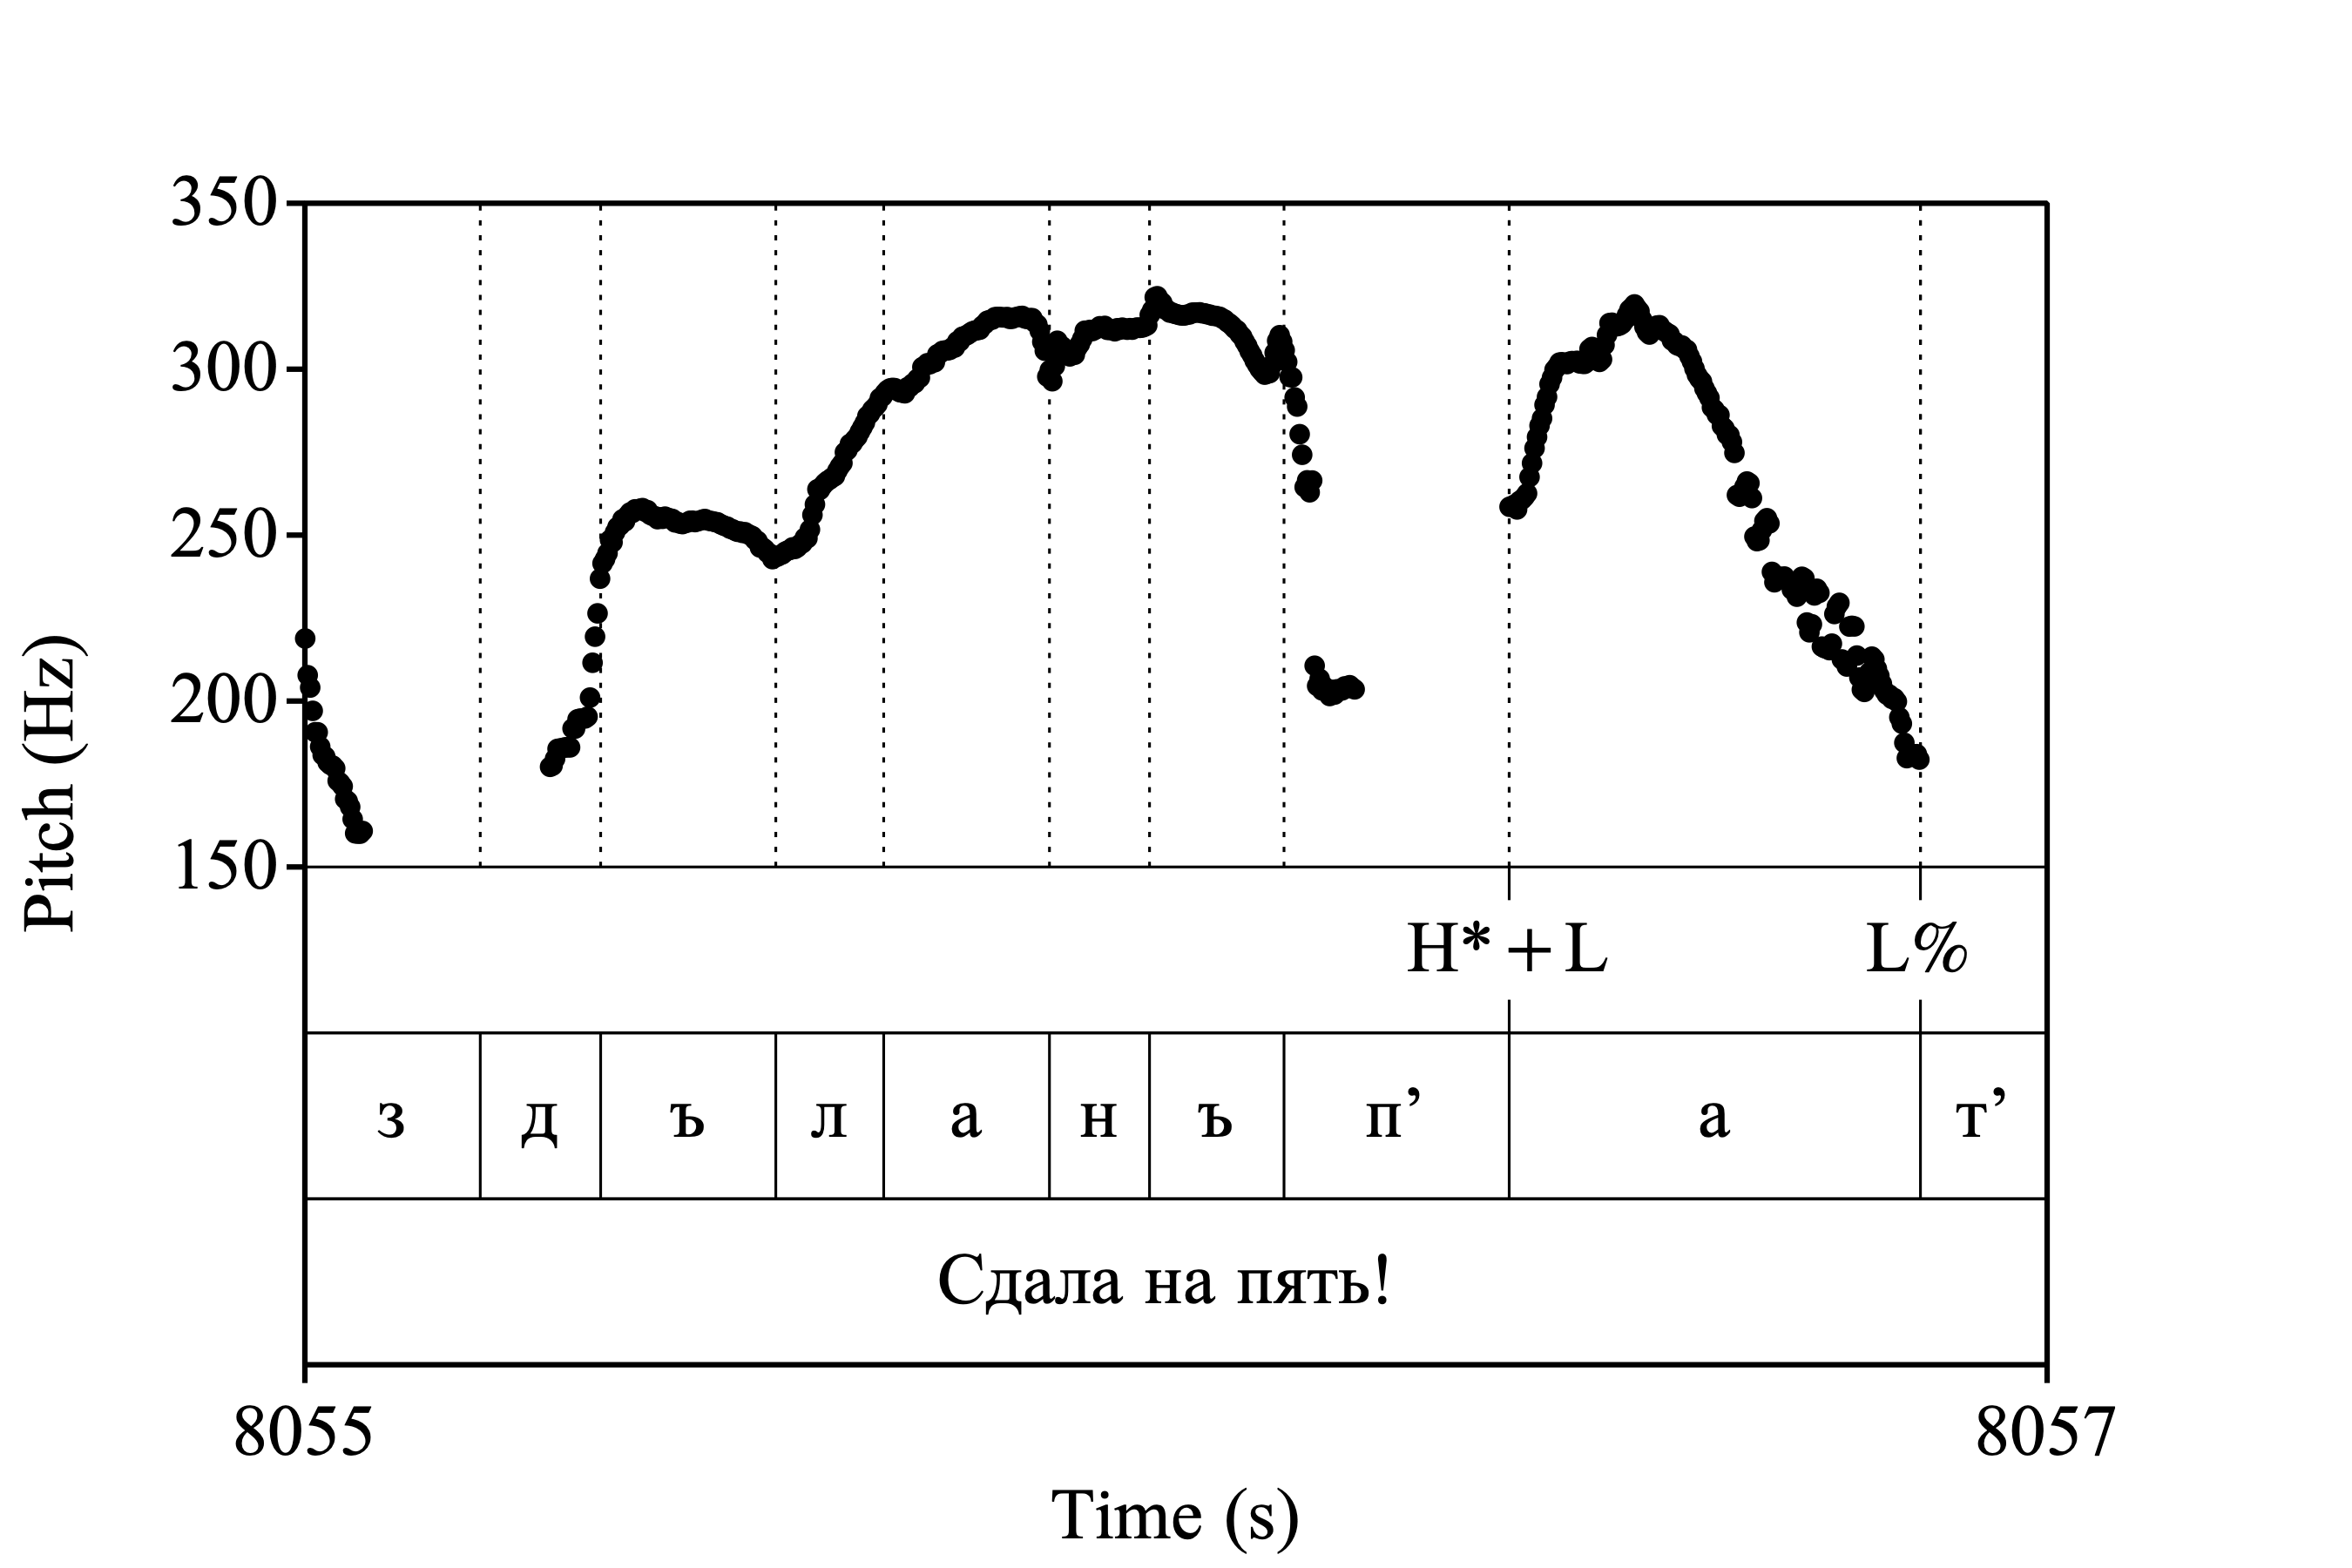 350
300
250
200
150
Pitch (Hz)
H* + L L%
з д ъ л а н ъ п’ а т’
Сдала на пять!
8055 8057
Time (s)